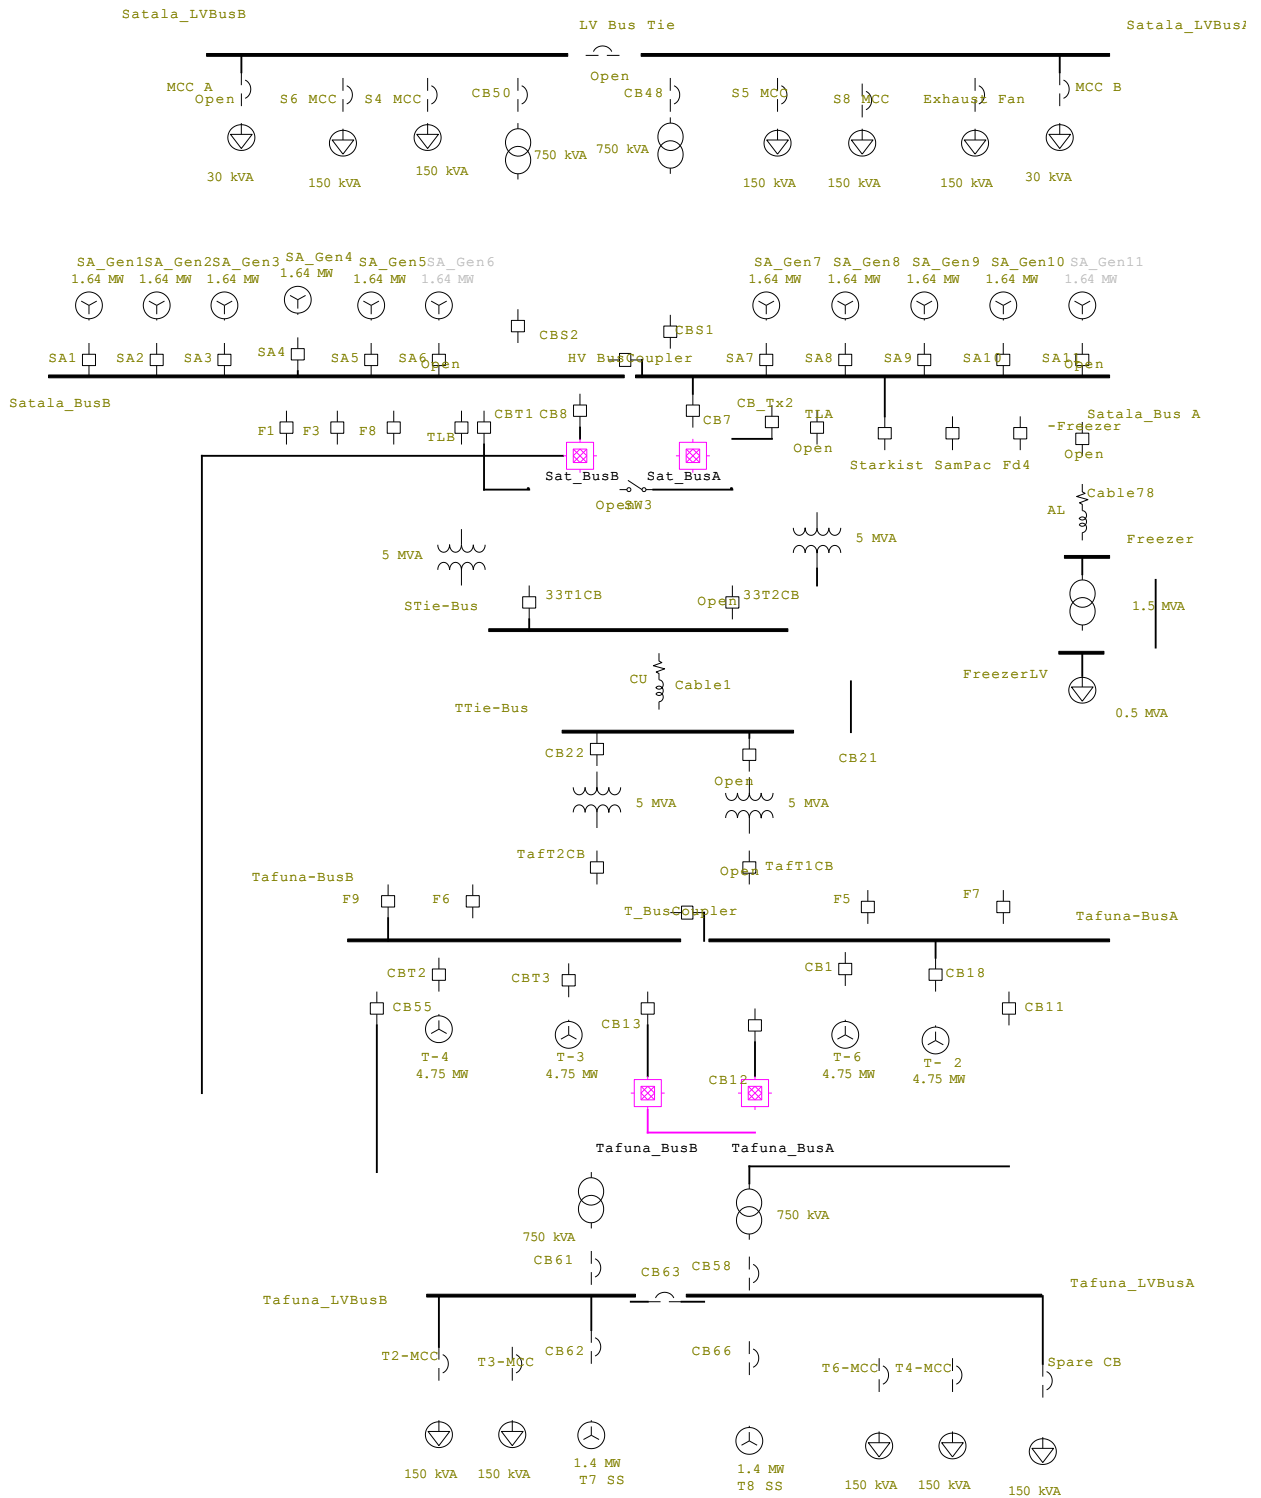 Satala_LVBusB
LV Bus Tie
Satala_LVBusA
Open
MCC A
Open
S6 MCC
S4 MCC
CB50
CB48
S5 MCC
S8 MCC
Exhaust Fan
MCC B
750 kVA
750 kVA
30 kVA
150 kVA
150 kVA
150 kVA
150 kVA
150 kVA
30 kVA
SA_Gen1
SA_Gen2
SA_Gen3
SA_Gen4
SA_Gen5
SA_Gen6
SA_Gen7
SA_Gen8
SA_Gen9
SA_Gen10
SA_Gen11
1.64 MW
1.64 MW
1.64 MW
1.64 MW
1.64 MW
1.64 MW
1.64 MW
1.64 MW
1.64 MW
1.64 MW
1.64 MW
CBS2
CBS1
SA1
SA2
SA3
SA4
SA5
SA6
Open
HV BusCoupler
SA7
SA8
SA9
SA10
SA11
Open
Satala_BusB
Satala_Bus A
F1
F3
F8
TLB
CBT1
CB8
CB7
CB_Tx2
TLA
Open
Starkist
SamPac
Fd4
-Freezer
Open
Sat_BusB
Sat_BusA
Open
SW3
Cable78
AL
5 MVA
5 MVA
Freezer
STie-Bus
33T1CB
Open
33T2CB
1.5 MVA
CU
Cable1
FreezerLV
TTie-Bus
0.5 MVA
CB22
Open
CB21
5 MVA
5 MVA
TafT2CB
Open
TafT1CB
Tafuna-BusB
F9
F6
T_BusCoupler
F5
F7
Tafuna-BusA
CBT2
CBT3
CB1
CB18
CB55
CB13
CB11
T-4
4.75 MW
T-3
4.75 MW
CB12
T-6
4.75 MW
T- 2
4.75 MW
Tafuna_BusB
Tafuna_BusA
750 kVA
750 kVA
CB61
CB63
CB58
Tafuna_LVBusB
Tafuna_LVBusA
T2-MCC
T3-MCC
CB62
CB66
T6-MCC
T4-MCC
Spare CB
150 kVA
150 kVA
1.4 MW
T7 SS
1.4 MW
T8 SS
150 kVA
150 kVA
150 kVA